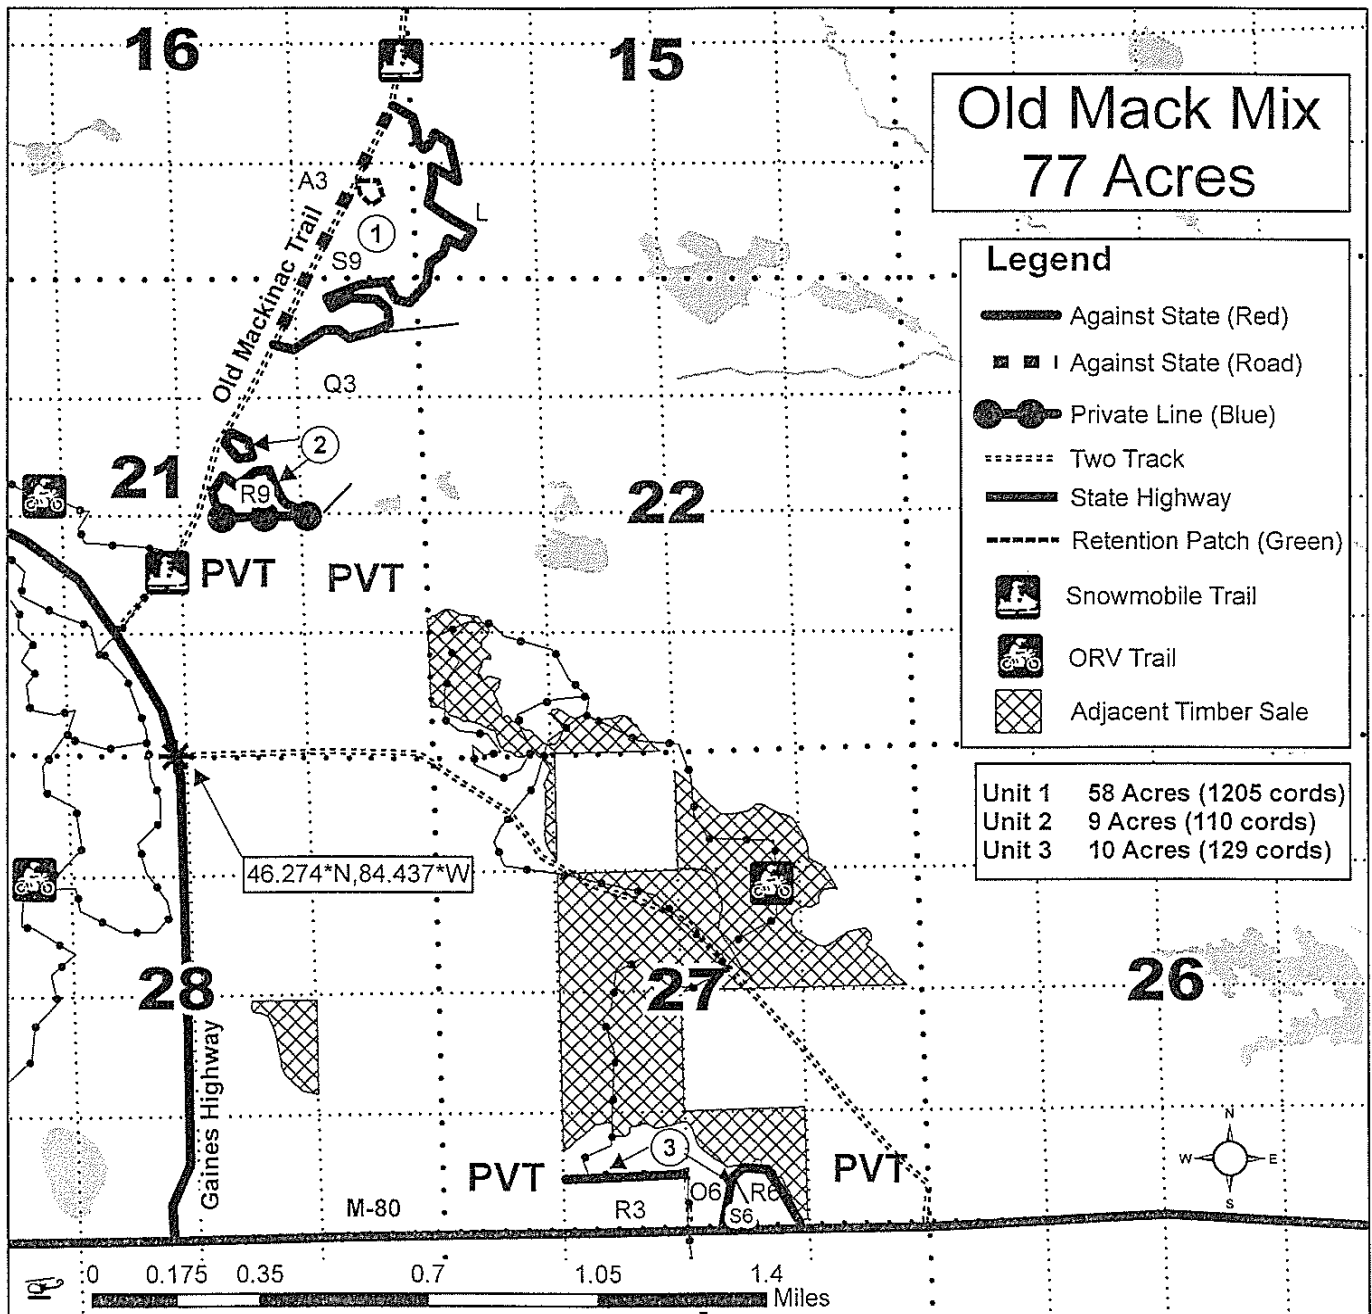 16
15
Old Mack Mix
77 Acres
A3
L
1
S9
Old Mackinac Trail
Legend
Against State (Red)
Against State (Road)
Private Line (Blue)
Two Track
State Highway
Retention Patch (Green)
Snowmobile Trail
ORV Trail
Adjacent Timber Sale
Q3
2
21
R9
22
PVT
PVT
Unit 1 58 Acres (1205 cords)
Unit 2 9 Acres (110 cords)
Unit 3 10 Acres (129 cords)
46.274*N,84.437*W
28
27
26
Gaines Highway
N
W
E
S
3
PVT
PVT
O6
R6
S6
R3
M-80
0 0.175 0.35 0.7 1.05 1.4
Miles